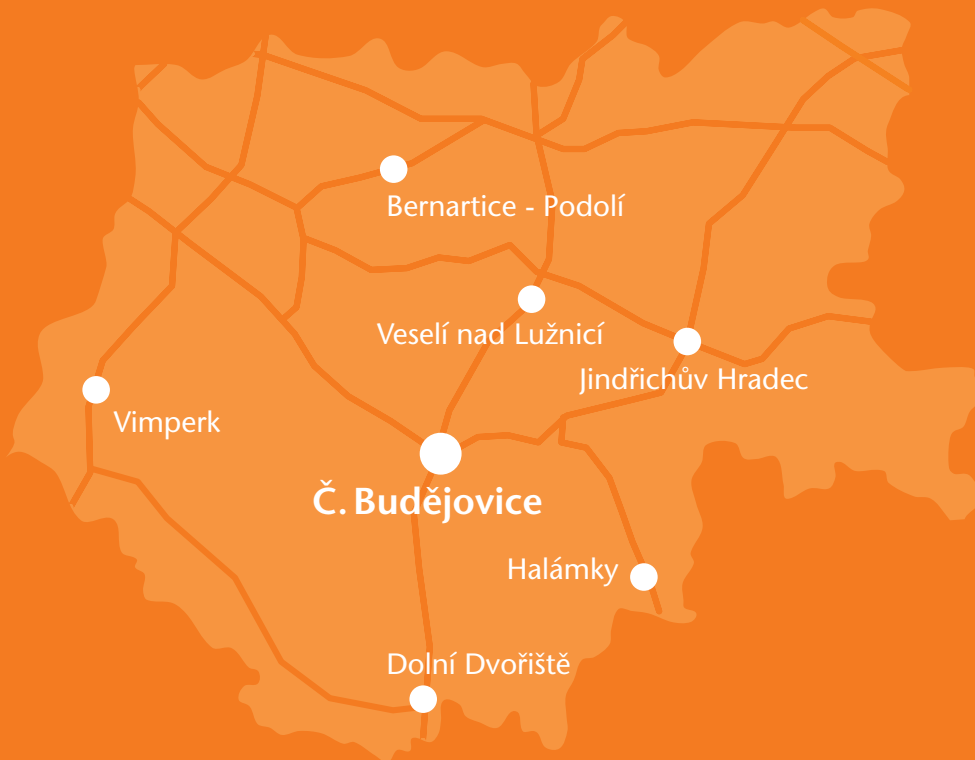 Bernartice - Podolí
Veselí nad Lužnicí
Jindřichův Hradec
Vimperk
Č. Budějovice
Halámky
Dolní Dvořiště